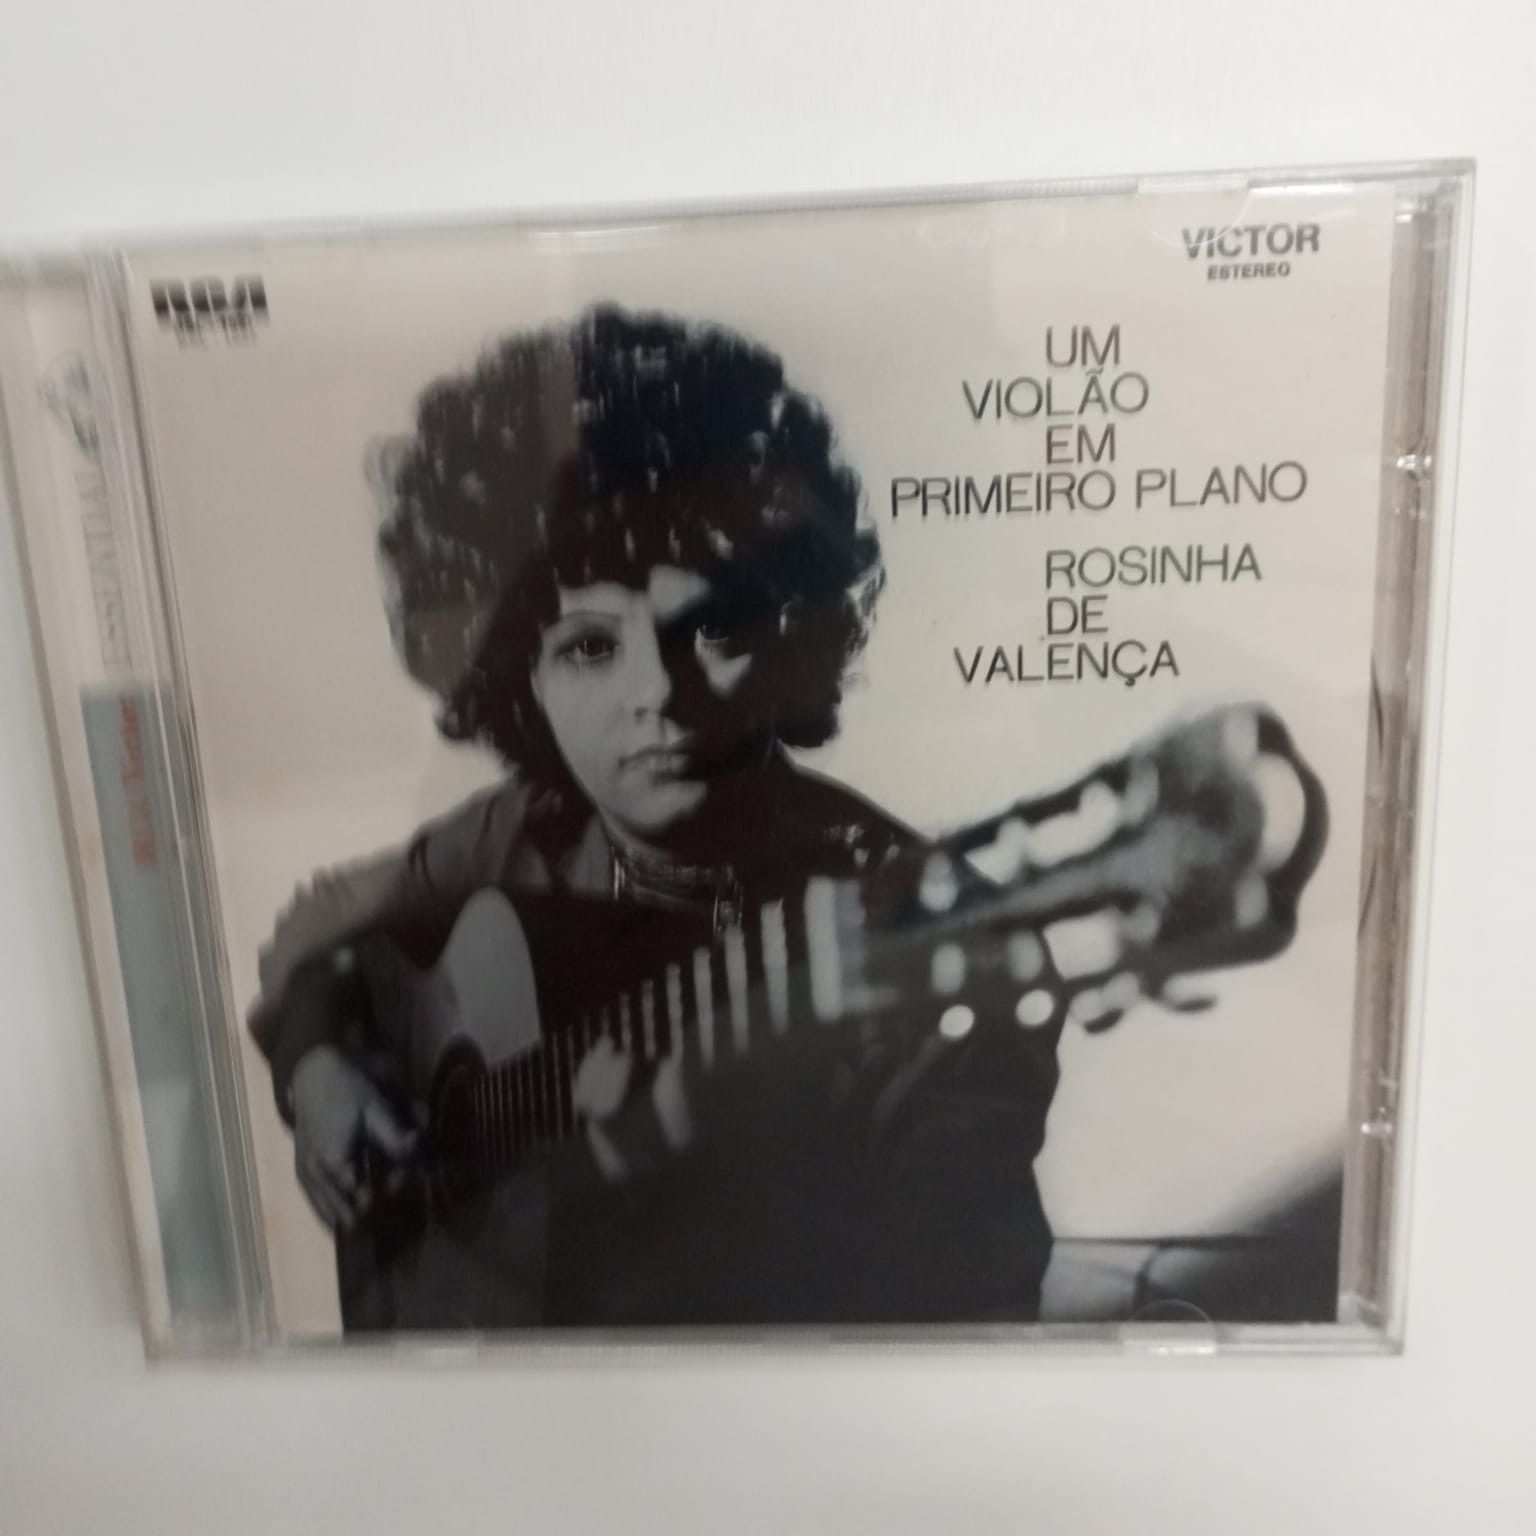 RCA
VICTOR
ESTEREO
UM
VIOLÃO
EM
PRIMEIRO PLANO
ROSINHA
DE
VALENÇA